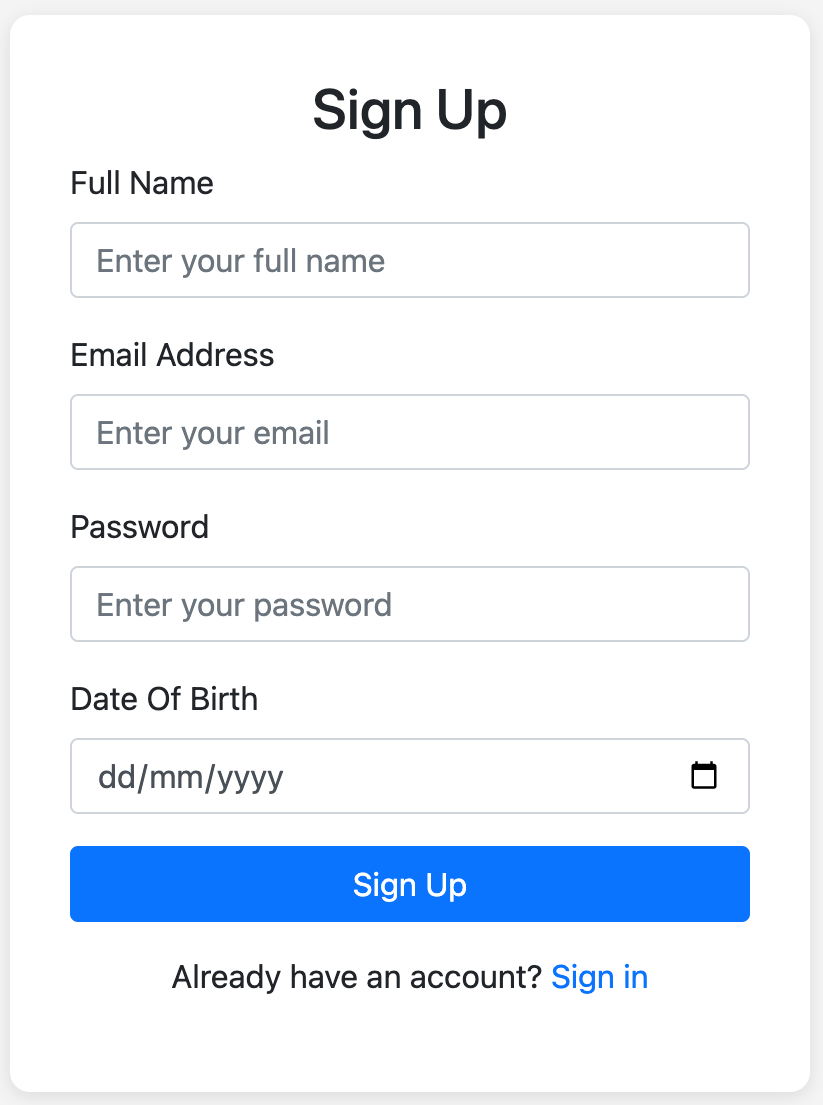 Sign Up
Full Name
Enter your full name
Email Address
Enter your email
Password
Enter your password
Date Of Birth
dd/mm/yyyy
Sign Up
Already have an account? Sign in